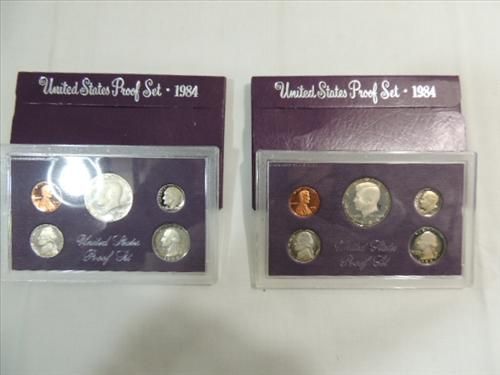 United States Proof Set · 1984
United States Proof Set · 1984
United States
Proof Set
United States
Proof Set